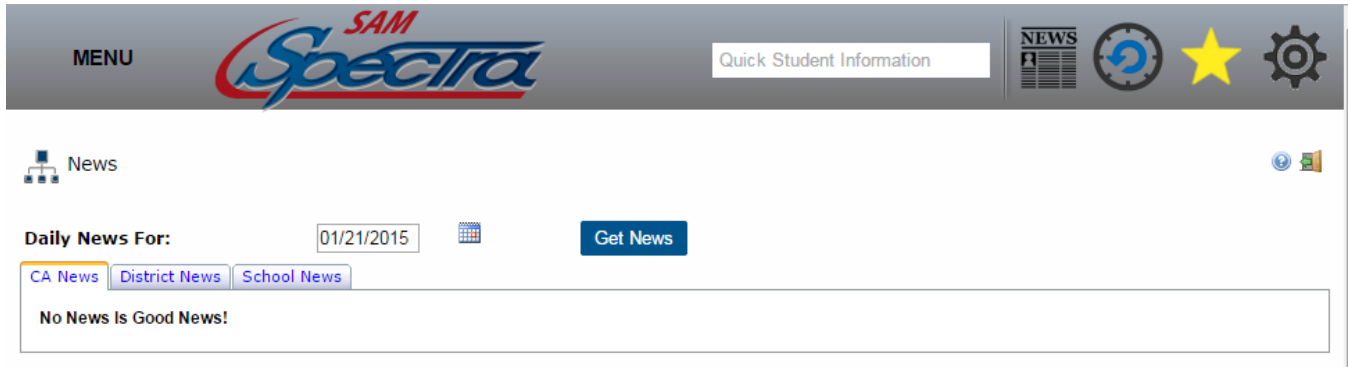 MENU
SAM
Spectra
Quick Student Information
NEWS
News
Daily News For:
01/21/2015
Get News
CA News
District News
School News
No News Is Good News!